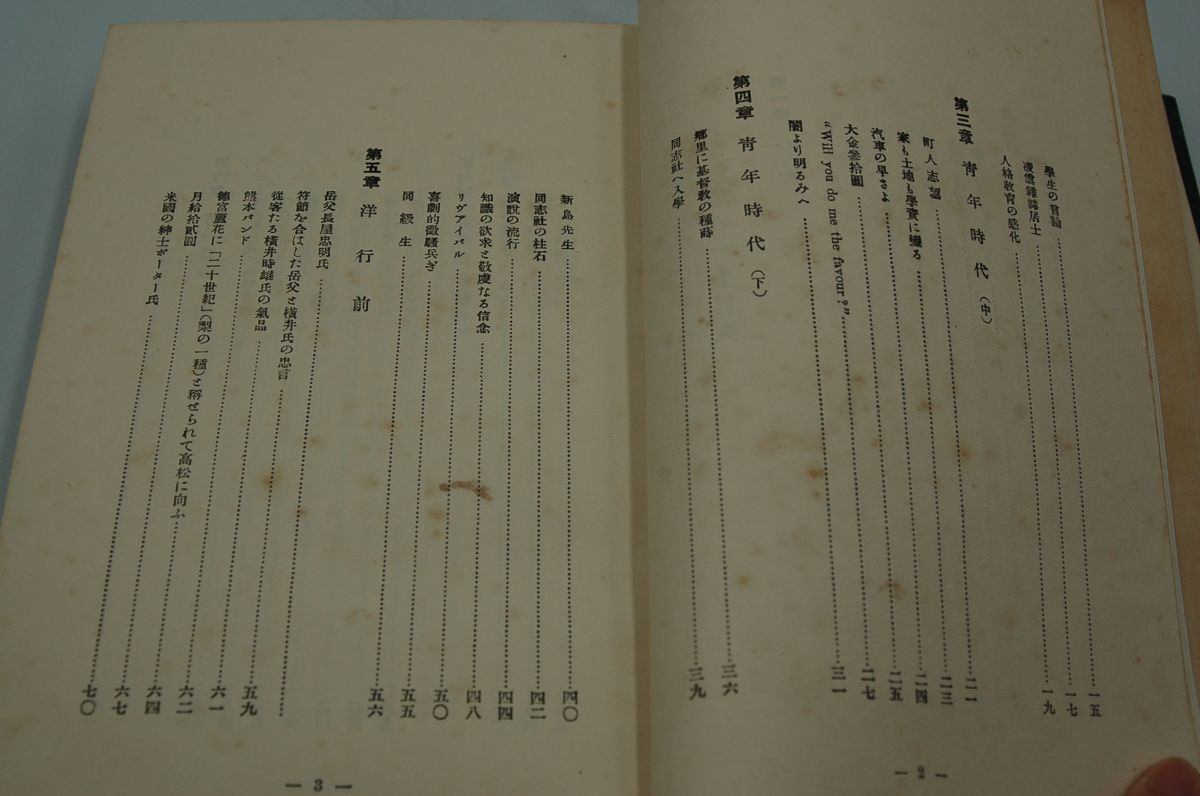 學生の言論……一五
凌雲雜誌居士……一七
人格教育の感化……一九
第三章 靑年時代(中)
町人志望……二一
家も土地も學資に變る……二三
汽車の早さよ……二四
大金參拾圓……二五
"Will you do me the favour?"……二七
闇より明るみへ……三一
第四章 靑年時代(下)
鄉里に基督敎の種蒔……三六
同志社へ入學……三九
— 2 —
新島先生……四〇
同志社の柱石……四二
演說の流行……四四
知識の欲求と敬虔なる信念……四八
リヴアイバル……五〇
喜劇的徵騷兵ぎ……五五
同級生……五六
第五章 洋行前
岳父長屋忠明氏……
符節を合はした岳父と橫井氏の忠言……五九
從容たる橫井時雄氏の氣品……六一
熊本バンド……六二
德富蘆花に「二十世紀」(梨の一種)と稱せられて高松に向ふ……六四
月給拾貳圓……六七
米國の紳士ポーター氏……七〇
— 3 —